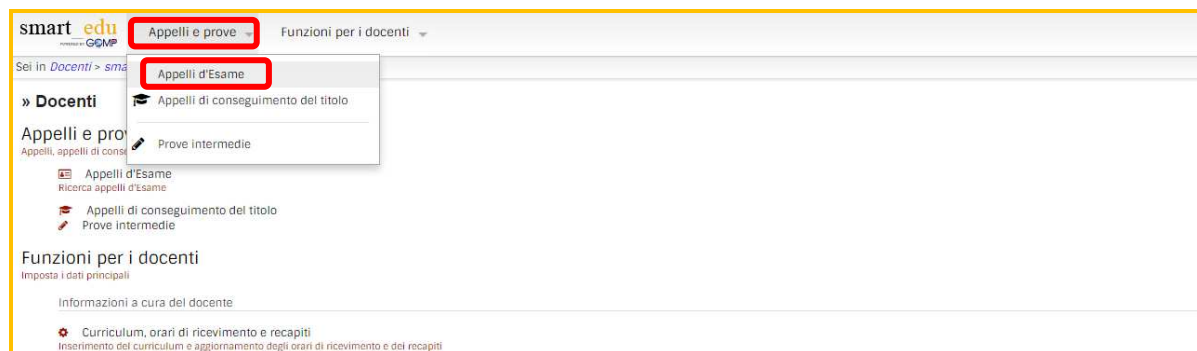 smart_edu Appelli e prove Funzioni per i docenti
POWERED BY GOMP
Sei in Docenti > sma
Appelli d'Esame
» Docenti
Appelli di conseguimento del titolo
Appelli e prov
Appelli, appelli di conse
Prove intermedie
Appelli d'Esame
Ricerca appelli d'Esame
Appelli di conseguimento del titolo
Prove intermedie
Funzioni per i docenti
Imposta i dati principali
Informazioni a cura del docente
Curriculum, orari di ricevimento e recapiti
Inserimento del curriculum e aggiornamento degli orari di ricevimento e dei recapiti